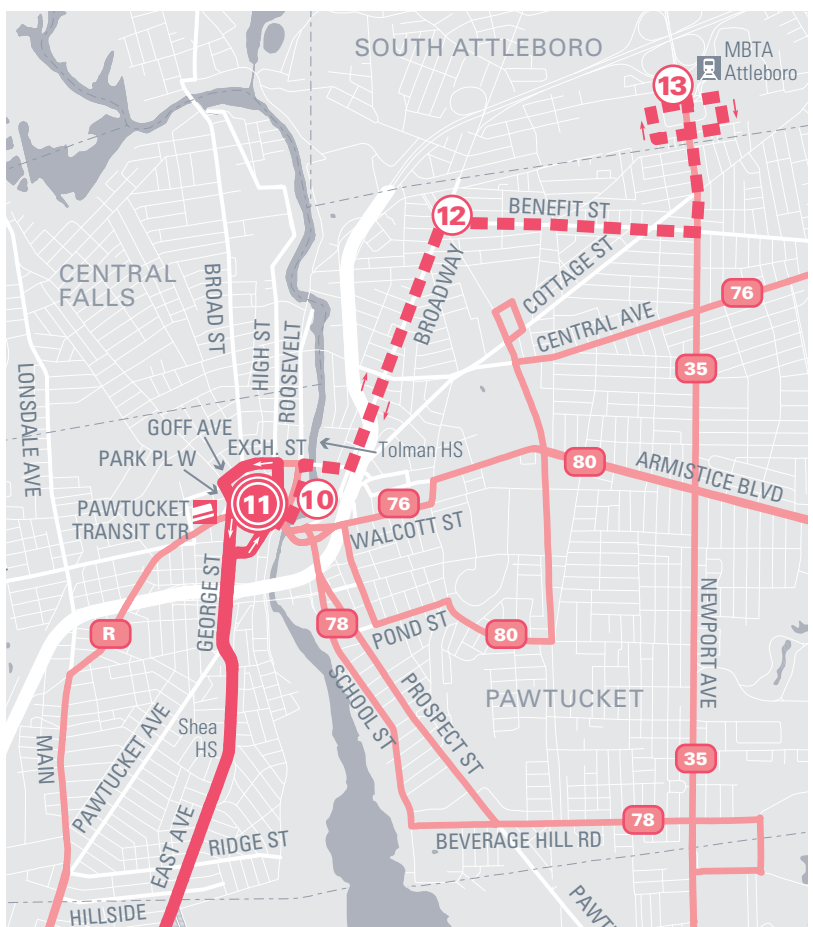 SOUTH ATTLEBORO
MBTA
Attleboro
13
12
BENEFIT ST
CENTRAL
FALLS
BROAD ST
BROADWAY
COTTAGE ST
76
CENTRAL AVE
HIGH ST
ROOSEVELT
35
LONSDALE AVE
GOFF AVE
EXCH. ST
PARK PL W
Tolman HS
80
ARMISTICE BLVD
PAWTUCKET
TRANSIT CTR
11
10
76
WALCOTT ST
GEORGE ST
R
78
POND ST
80
NEWPORT AVE
SCHOOL ST
PROSPECT ST
PAWTUCKET
MAIN
PAWTUCKET AVE
Shea
HS
35
78
BEVERAGE HILL RD
EAST AVE
RIDGE ST
HILLSIDE
PAWT